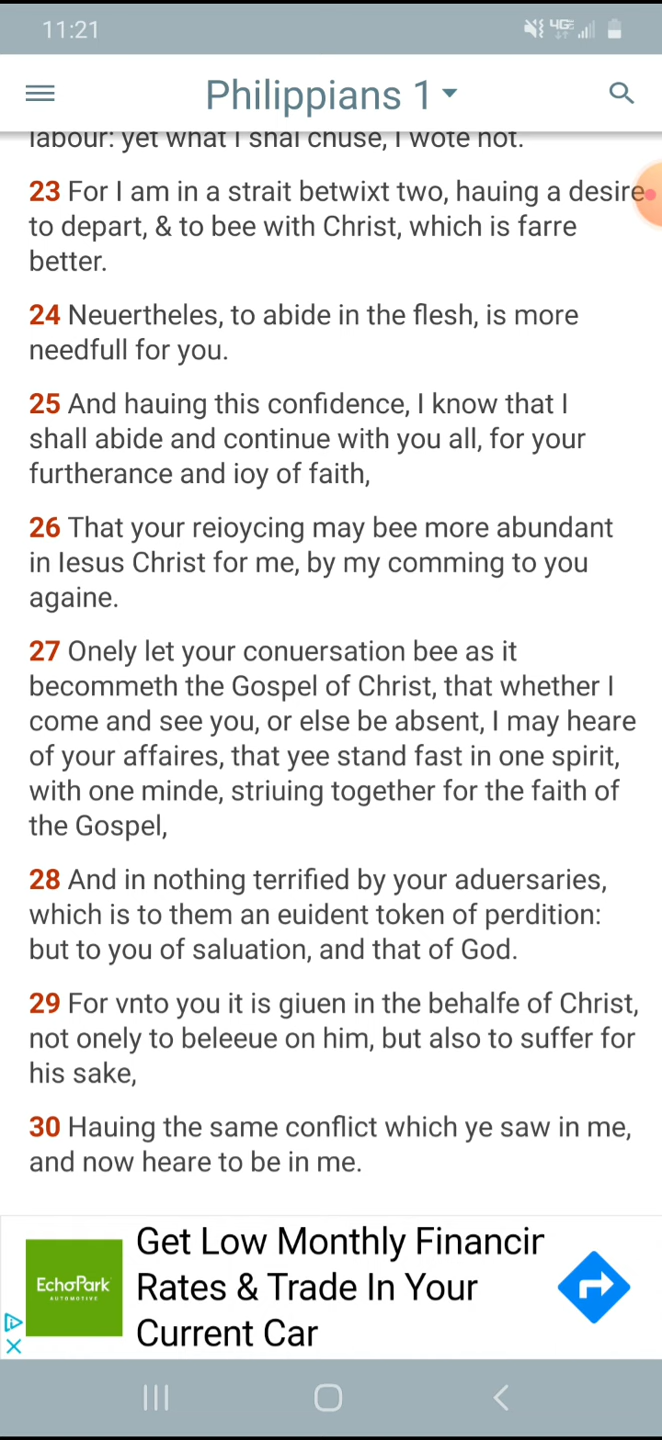 11:21
4GE
Philippians 1
labour: yet what I shal chuse, I wote not.
23 For I am in a strait betwixt two, hauing a desire
to depart, & to bee with Christ, which is farre
better.
24 Neuertheles, to abide in the flesh, is more
needfull for you.
25 And hauing this confidence, I know that I
shall abide and continue with you all, for your
furtherance and ioy of faith,
26 That your reioycing may bee more abundant
in Iesus Christ for me, by my comming to you
againe.
27 Onely let your conuersation bee as it
becommeth the Gospel of Christ, that whether I
come and see you, or else be absent, I may heare
of your affaires, that yee stand fast in one spirit,
with one minde, striuing together for the faith of
the Gospel,
28 And in nothing terrified by your aduersaries,
which is to them an euident token of perdition:
but to you of saluation, and that of God.
29 For vnto you it is giuen in the behalfe of Christ,
not onely to beleeue on him, but also to suffer for
his sake,
30 Hauing the same conflict which ye saw in me,
and now heare to be in me.
EchoPark
AUTOMOTIVE
Get Low Monthly Financir
Rates & Trade In Your
Current Car